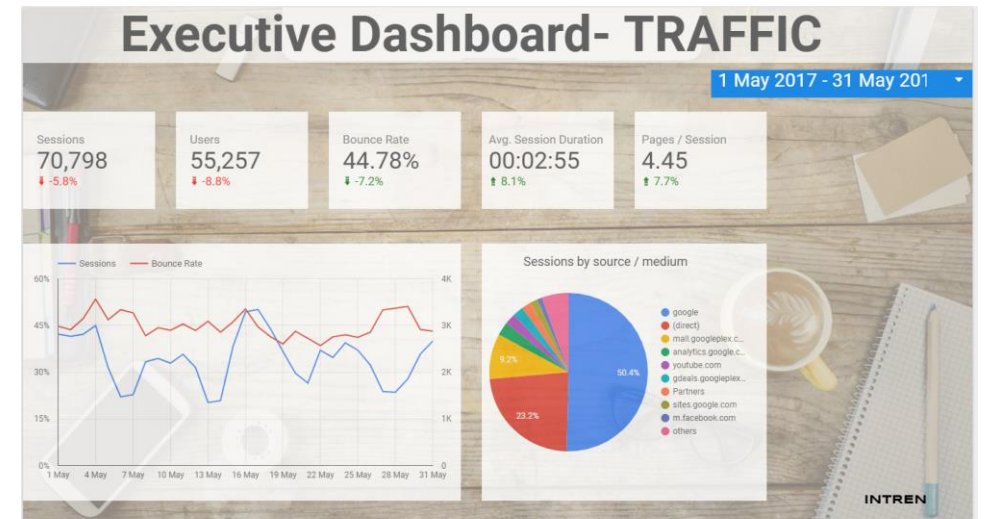 Executive Dashboard- TRAFFIC
1 May 2017 - 31 May 201
Sessions
70,798
-5.8%
Users
55,257
-8.8%
Bounce Rate
44.78%
-7.2%
Avg. Session Duration
00:02:55
8.1%
Pages / Session
4.45
7.7%
Sessions
Bounce Rate
60%
45%
30%
15%
0%
4K
3K
2K
1K
0
1 May 4 May 7 May 10 May 13 May 16 May 19 May 22 May 25 May 28 May 31 May
Sessions by source / medium
50.4%
23.2%
9.2%
google
(direct)
mall.googleplex.c...
analytics.google.c...
youtube.com
gdeals.googleplex...
Partners
sites.google.com
m.facebook.com
others
INTREN